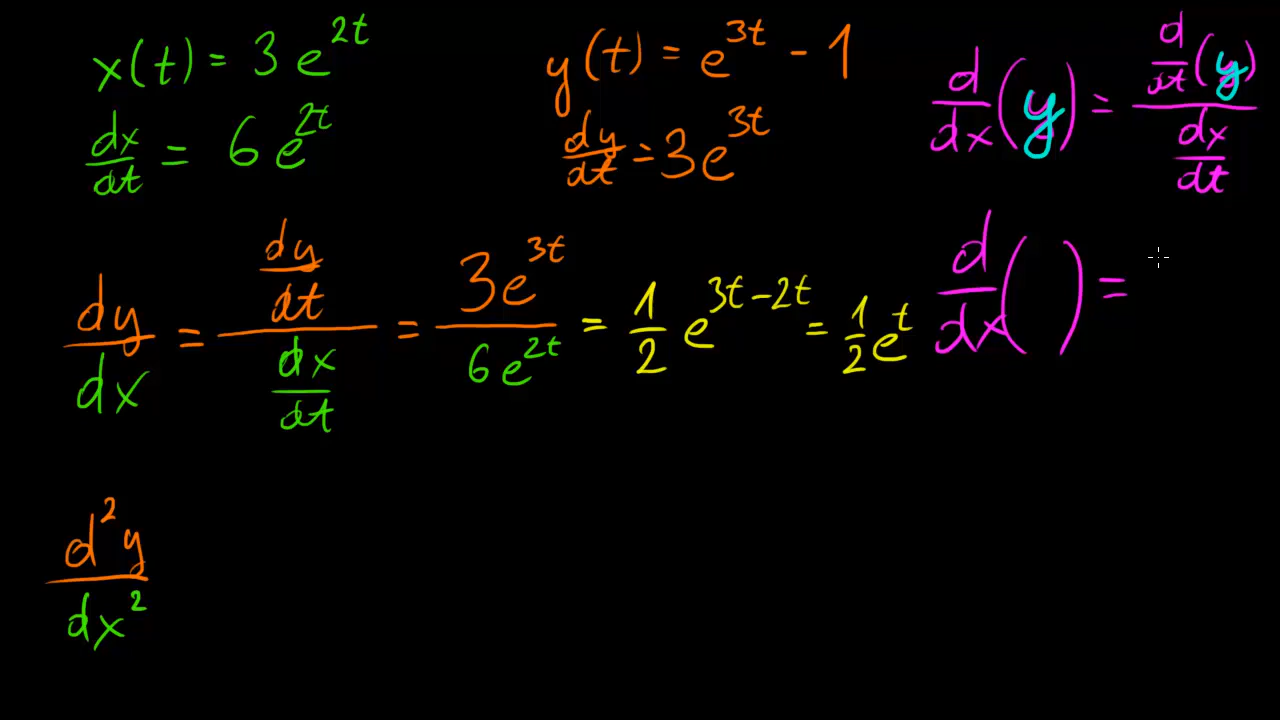 x(t) = 3e^{2t}
y(t) = e^{3t} - 1
dx/dt = 6e^{2t}
dy/dt = 3e^{3t}
d/dx (y) = (d/dt (y)) / (dx/dt)
dy/dx = (dy/dt) / (dx/dt) = 3e^{3t} / 6e^{2t} = 1/2 e^{3t-2t} = 1/2 e^t
d/dx ( ) =
d²y/dx²